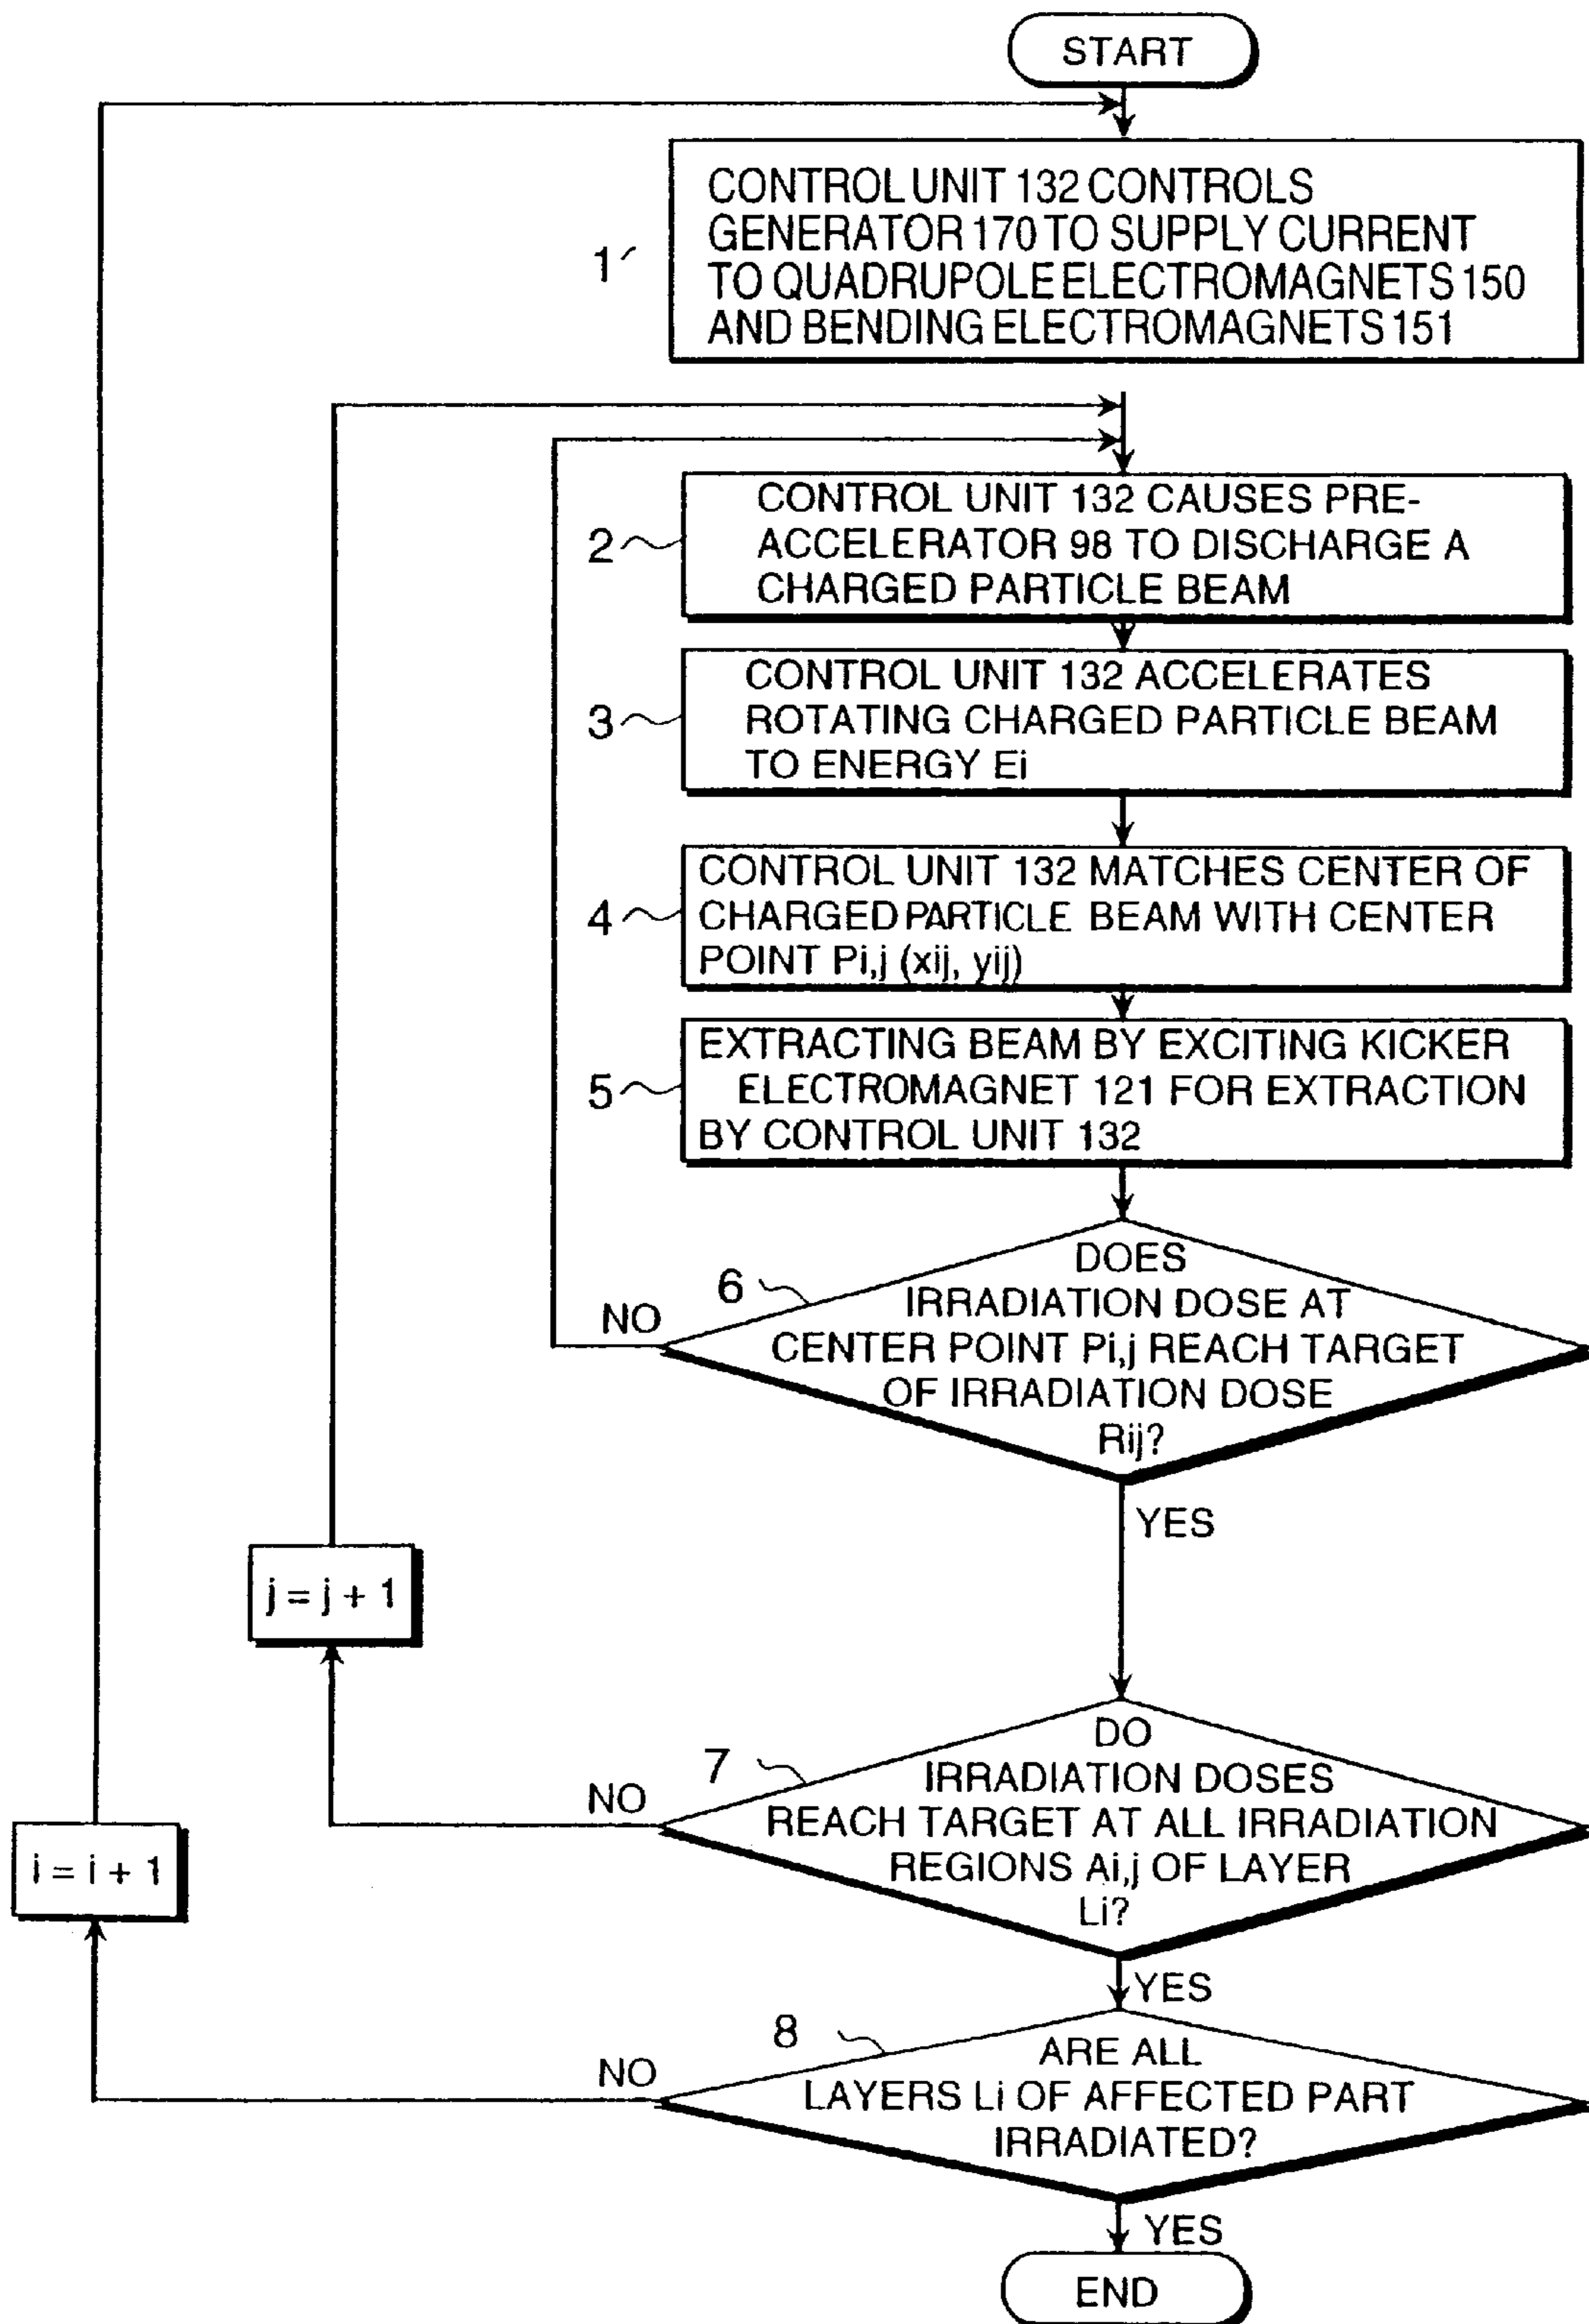 START
CONTROL UNIT 132 CONTROLS
GENERATOR 170 TO SUPPLY CURRENT
TO QUADRUPOLE ELECTROMAGNETS 150
AND BENDING ELECTROMAGNETS 151
1
CONTROL UNIT 132 CAUSES PRE-
ACCELERATOR 98 TO DISCHARGE A
CHARGED PARTICLE BEAM
2
CONTROL UNIT 132 ACCELERATES
ROTATING CHARGED PARTICLE BEAM
TO ENERGY Ei
3
CONTROL UNIT 132 MATCHES CENTER OF
CHARGED PARTICLE BEAM WITH CENTER
POINT Pi,j (xij, yij)
4
EXTRACTING BEAM BY EXCITING KICKER
ELECTROMAGNET 121 FOR EXTRACTION
BY CONTROL UNIT 132
5
DOES
IRRADIATION DOSE AT
CENTER POINT Pi,j REACH TARGET
OF IRRADIATION DOSE
Rij?
6
NO
YES
j = j + 1
DO
IRRADIATION DOSES
REACH TARGET AT ALL IRRADIATION
REGIONS Ai,j OF LAYER
Li?
7
NO
YES
i = i + 1
ARE ALL
LAYERS Li OF AFFECTED PART
IRRADIATED?
8
NO
YES
END